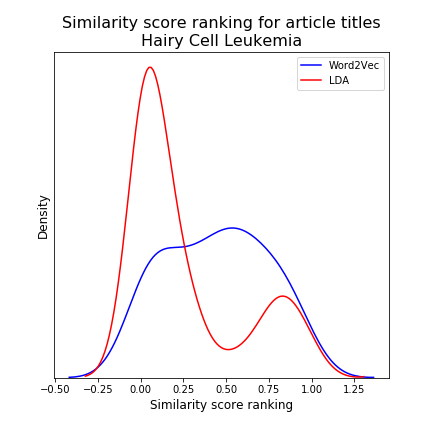 Similarity score ranking for article titles
Hairy Cell Leukemia
Word2Vec
LDA
Density
−0.50 −0.25 0.00 0.25 0.50 0.75 1.00 1.25
Similarity score ranking